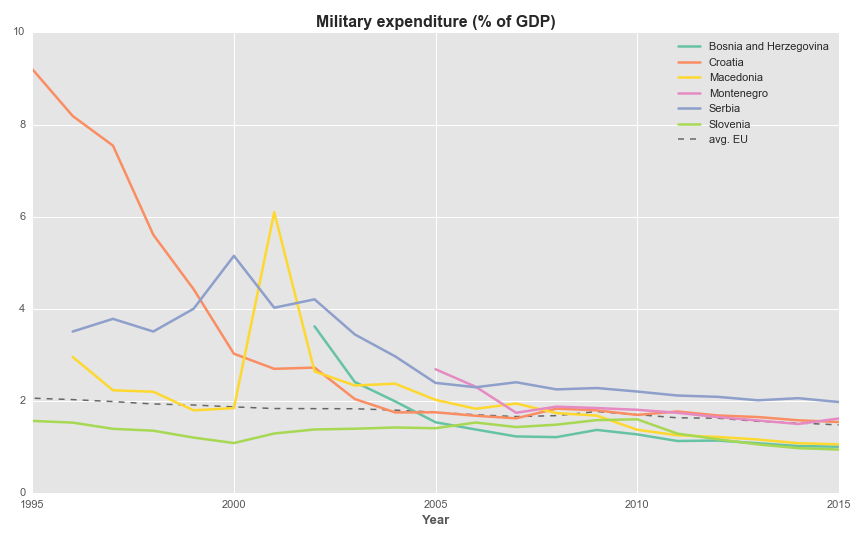 Military expenditure (% of GDP)
10
8
6
4
2
0
Bosnia and Herzegovina
Croatia
Macedonia
Montenegro
Serbia
Slovenia
avg. EU
1995 2000 2005 2010 2015
Year